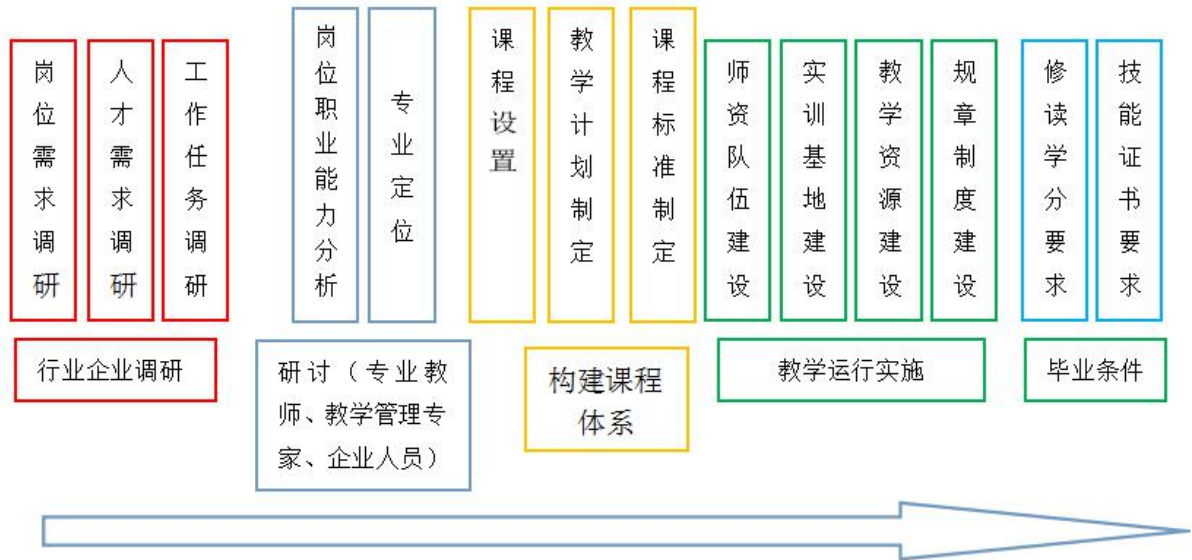 岗位需求调研
人才需求调研
工作任务调研
岗位职业能力分析
专业定位
课程设置
教学计划制定
课程标准制定
师资队伍建设
实训基地建设
教学资源建设
规章制度建设
修读学分要求
技能证书要求
行业企业调研
研讨（专业教
师、教学管理专
家、企业人员）
构建课程
体系
教学运行实施
毕业条件